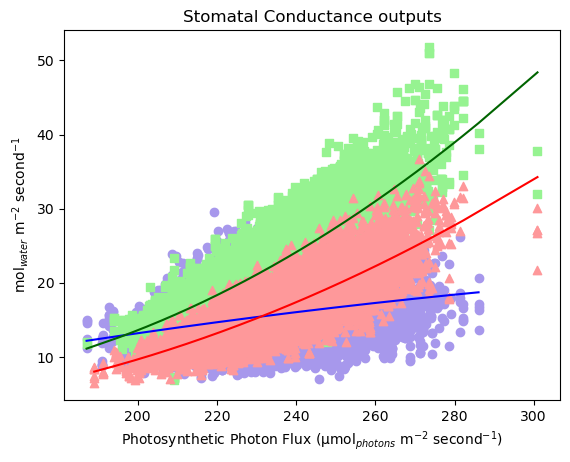 Stomatal Conductance outputs
50
40
30
20
10
mol_water m⁻² second⁻¹
200 220 240 260 280 300
Photosynthetic Photon Flux (μmol_photons m⁻² second⁻¹)